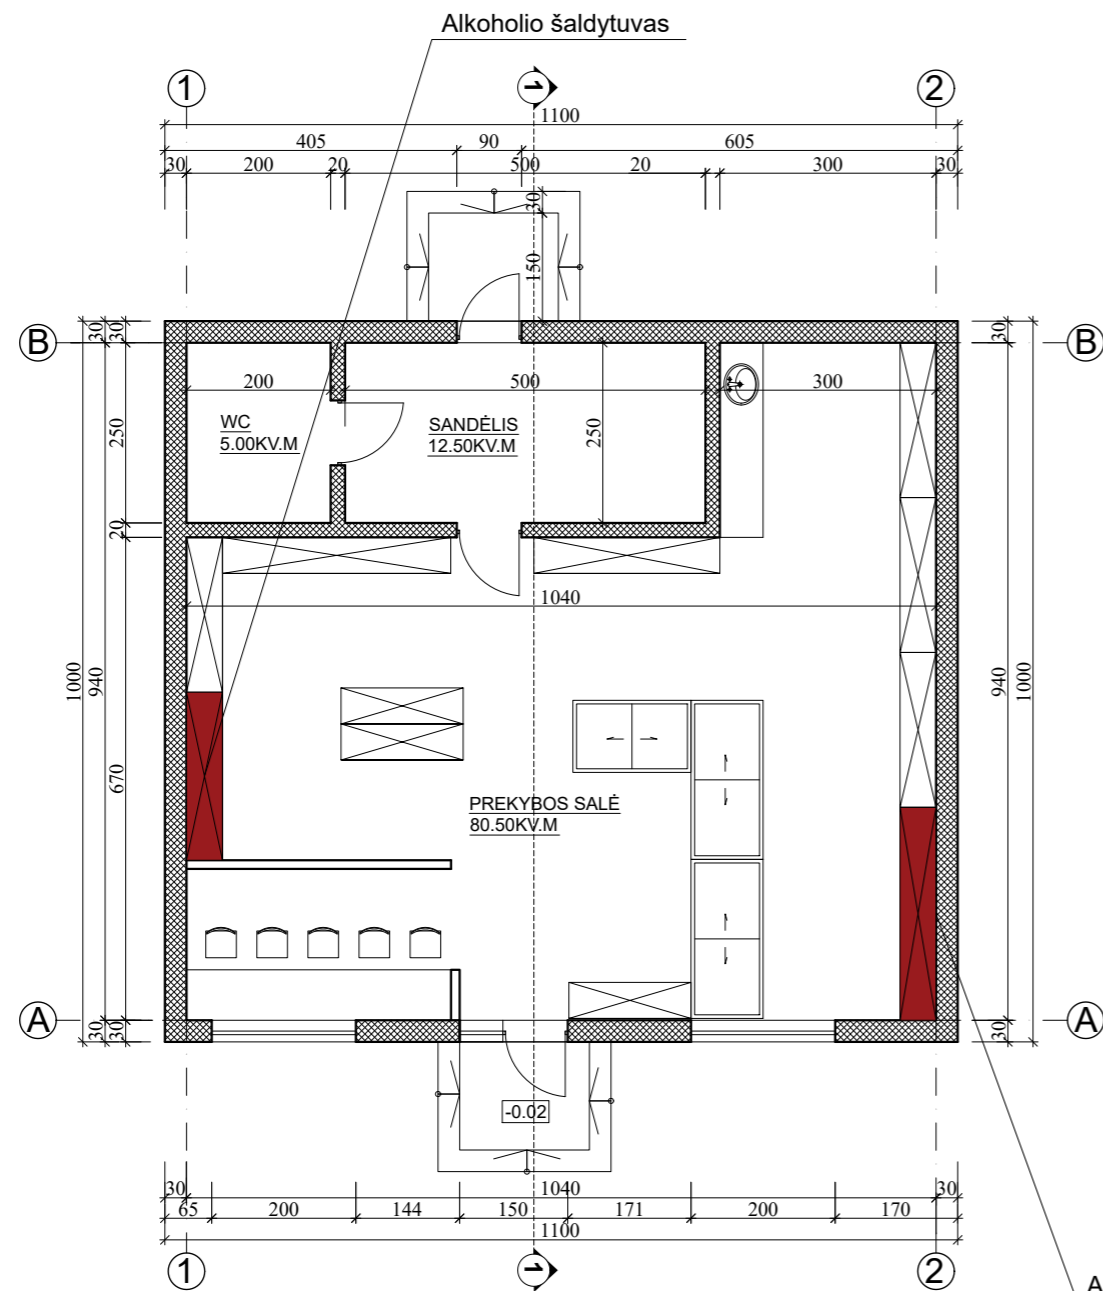 Alkoholio šaldytuvas
1 1 2
1100
405 90 605
30 200 20 500 20 300 30
30
150
B 30 30 30 B
200 500 300
WC
5.00KV.M
SANDĖLIS
12.50KV.M
250 250
20
1040
1000 940 940 1000
670
PREKYBOS SALĖ
80.50KV.M
A 30 30 30 A
-0.02
30 1040 30
65 200 144 150 171 200 170
1100
1 1 2
A